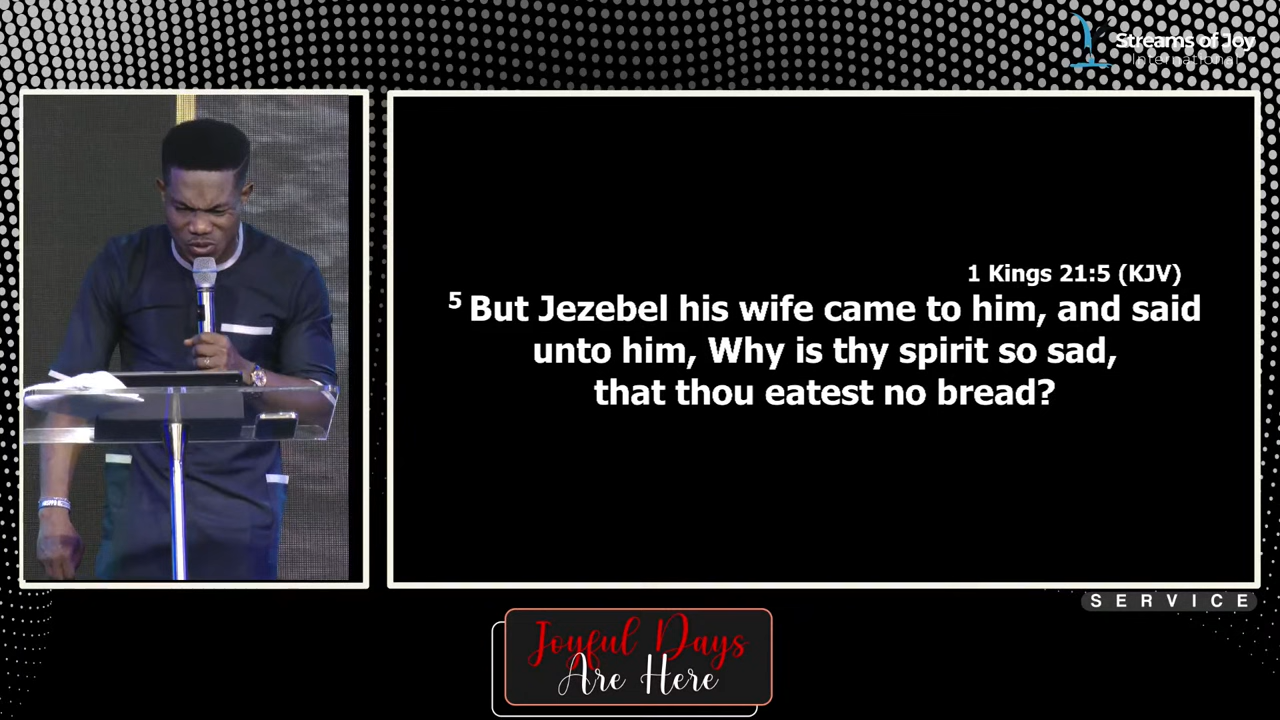 Streams of Joy
International
1 Kings 21:5 (KJV)
5 But Jezebel his wife came to him, and said
unto him, Why is thy spirit so sad,
that thou eatest no bread?
SERVICE
Joyful Days
Are Here